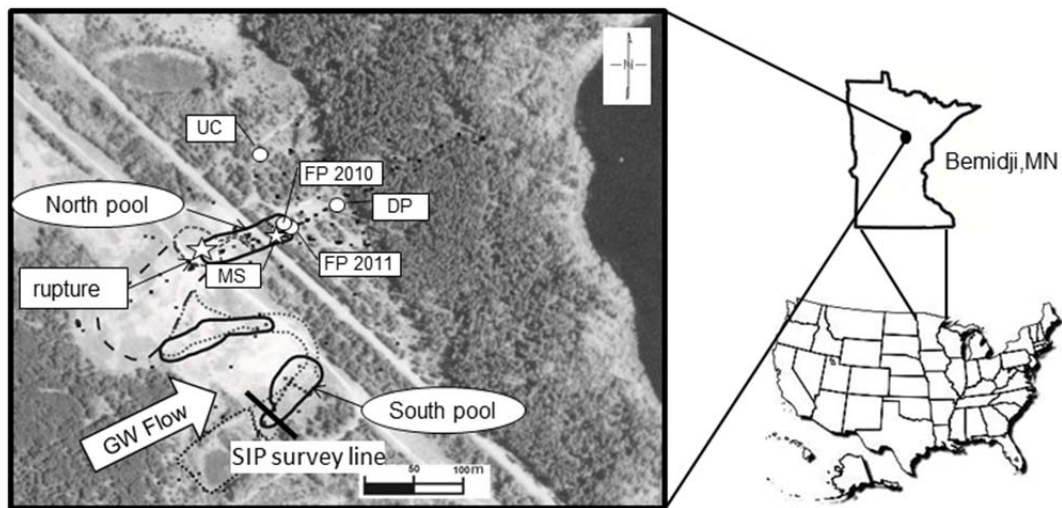 N
UC
FP 2010
North pool
DP
FP 2011
MS
rupture
GW Flow
South pool
SIP survey line
50
100m
Bemidji,MN